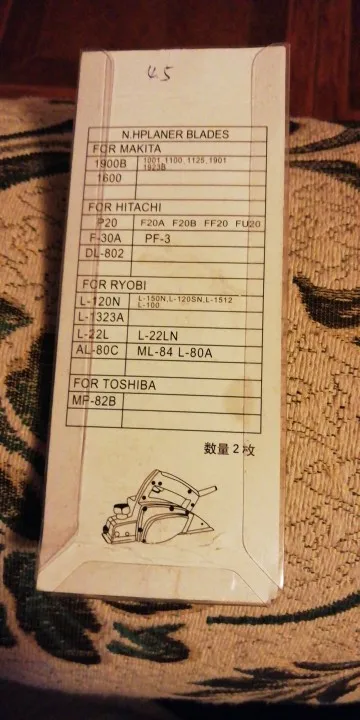 4.5
N.HPLANER BLADES
FOR MAKITA
1900B 1001, 1100, 1125, 1901
1923B
1600
FOR HITACHI
P20 F20A F20B FF20 FU20
F-30A PF-3
DL-802
FOR RYOBI
L-120N L-150N, L-120SN, L-1512
L-100
L-1323A
L-22L L-22LN
AL-80C ML-84 L-80A
FOR TOSHIBA
MF-82B
数量2枚